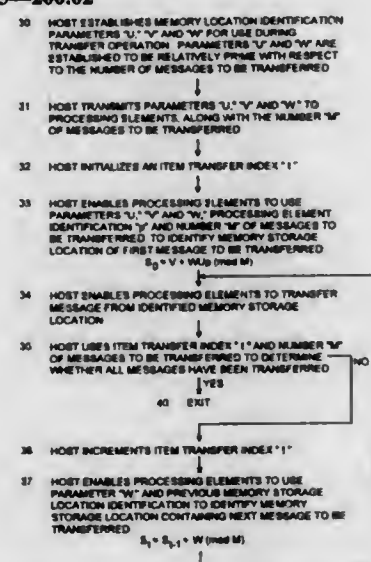 30 HOST ESTABLISHES MEMORY LOCATION IDENTIFICATION
PARAMETERS "U," "V" AND "W" FOR USE DURING
TRANSFER OPERATION PARAMETERS "U" AND "W" ARE
ESTABLISHED TO BE RELATIVELY PRIME WITH RESPECT
TO THE NUMBER OF MESSAGES TO BE TRANSFERRED
31 HOST TRANSMITS PARAMETERS "U," "V" AND "W" TO
PROCESSING ELEMENTS, ALONG WITH THE NUMBER "M"
OF MESSAGES TO BE TRANSFERRED
32 HOST INITIALIZES AN ITEM TRANSFER INDEX "I"
33 HOST ENABLES PROCESSING ELEMENTS TO USE
PARAMETERS "U," "V" AND "W," PROCESSING ELEMENT
IDENTIFICATION "p" AND NUMBER "M" OF MESSAGES TO
BE TRANSFERRED TO IDENTIFY MEMORY STORAGE
LOCATION OF FIRST MESSAGE TO BE TRANSFERRED
S0 = V + WUp (mod M)
34 HOST ENABLES PROCESSING ELEMENTS TO TRANSFER
MESSAGE FROM IDENTIFIED MEMORY STORAGE
LOCATION
35 HOST USES ITEM TRANSFER INDEX "I" AND NUMBER "M"
OF MESSAGES TO BE TRANSFERRED TO DETERMINE
WHETHER ALL MESSAGES HAVE BEEN TRANSFERRED
NO
YES
40 EXIT
36 HOST INCREMENTS ITEM TRANSFER INDEX "I"
37 HOST ENABLES PROCESSING ELEMENTS TO USE
PARAMETER "W," AND PREVIOUS MEMORY STORAGE
LOCATION IDENTIFICATION TO IDENTIFY MEMORY
STORAGE LOCATION CONTAINING NEXT MESSAGE TO BE
TRANSFERRED
S1 = S1-1 + W (mod M)